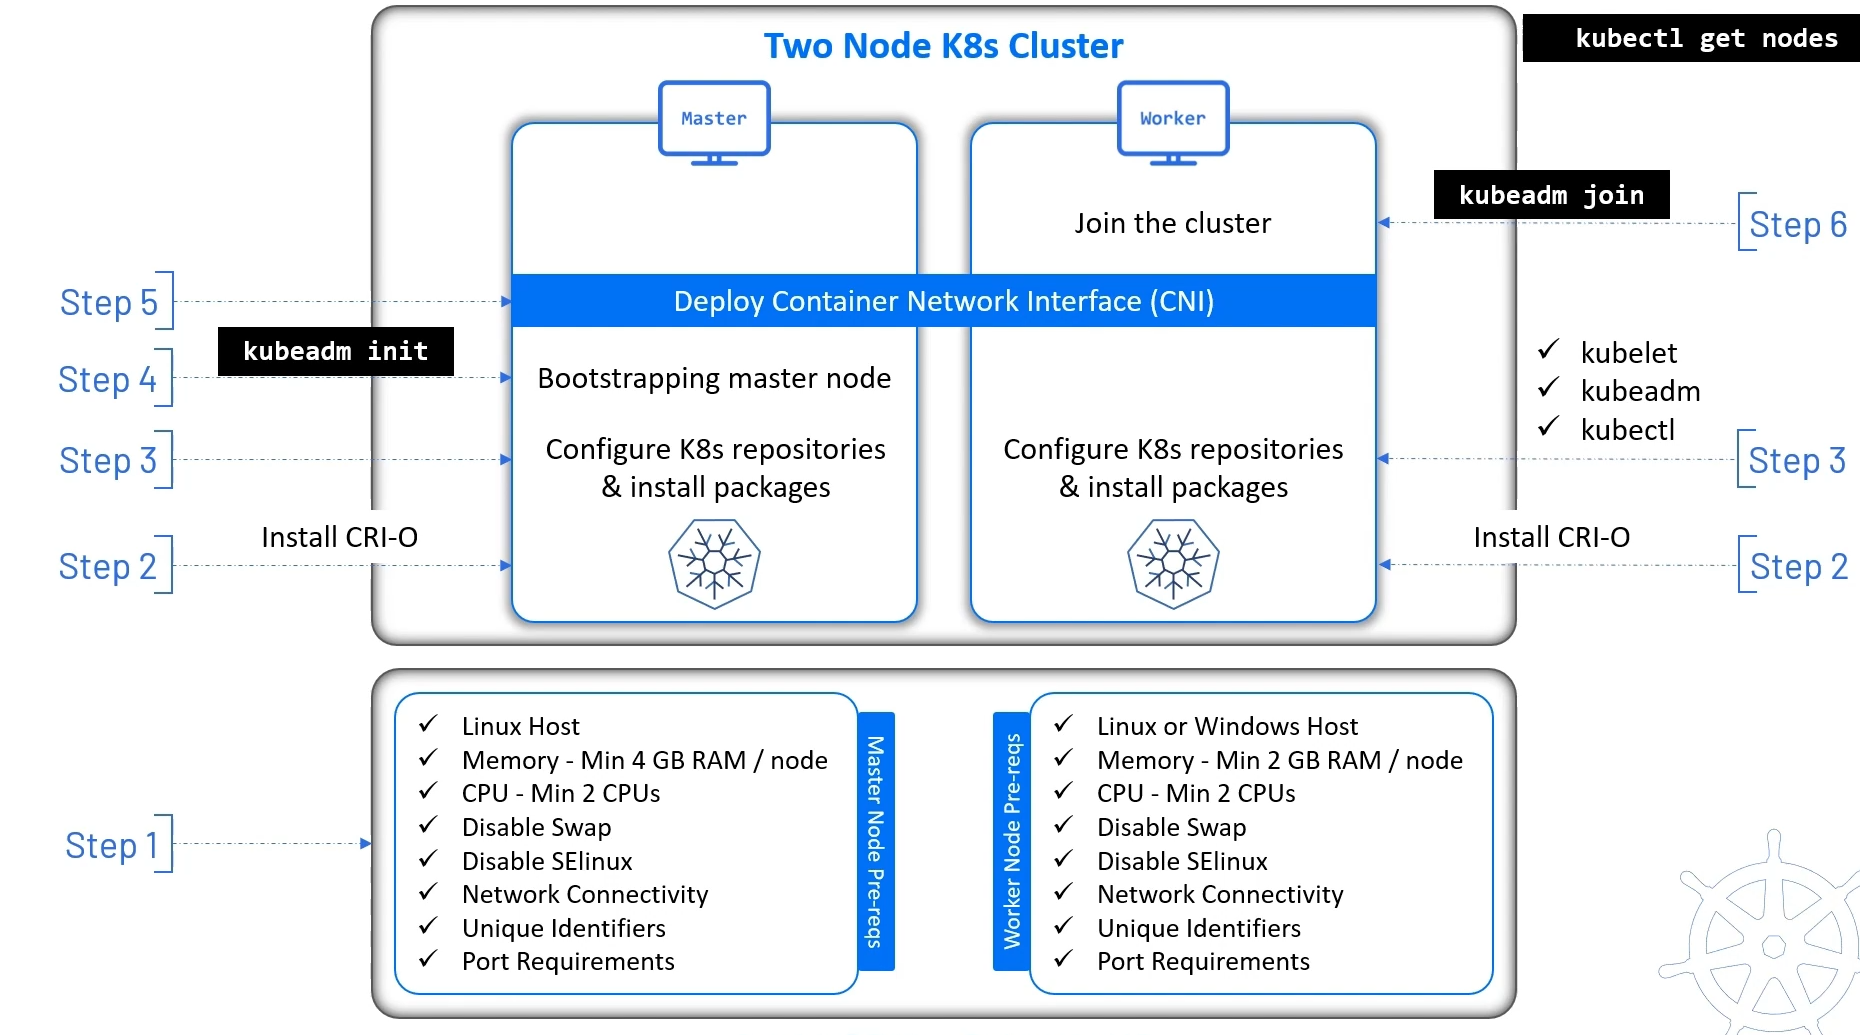 Two Node K8s Cluster
kubectl get nodes
Master
Worker
Join the cluster
kubeadm join
Step 6
Step 5
Deploy Container Network Interface (CNI)
kubeadm init
Step 4
Bootstrapping master node
✓ kubelet
✓ kubeadm
✓ kubectl
Step 3
Configure K8s repositories
& install packages
Configure K8s repositories
& install packages
Step 3
Install CRI-O
Step 2
Install CRI-O
Step 2
Step 1
✓ Linux Host
✓ Memory - Min 4 GB RAM / node
✓ CPU - Min 2 CPUs
✓ Disable Swap
✓ Disable SElinux
✓ Network Connectivity
✓ Unique Identifiers
✓ Port Requirements
Master Node Pre-reqs
Worker Node Pre-reqs
✓ Linux or Windows Host
✓ Memory - Min 2 GB RAM / node
✓ CPU - Min 2 CPUs
✓ Disable Swap
✓ Disable SElinux
✓ Network Connectivity
✓ Unique Identifiers
✓ Port Requirements